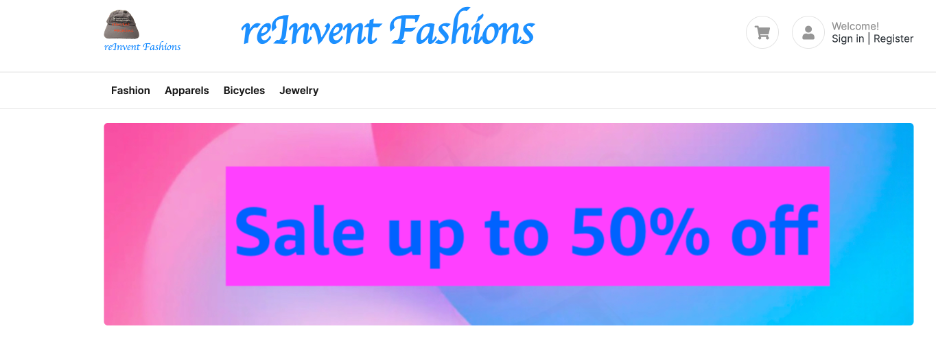 reInvent Fashions
reInvent Fashions
Welcome!
Sign in | Register
Fashion Apparels Bicycles Jewelry
Sale up to 50% off